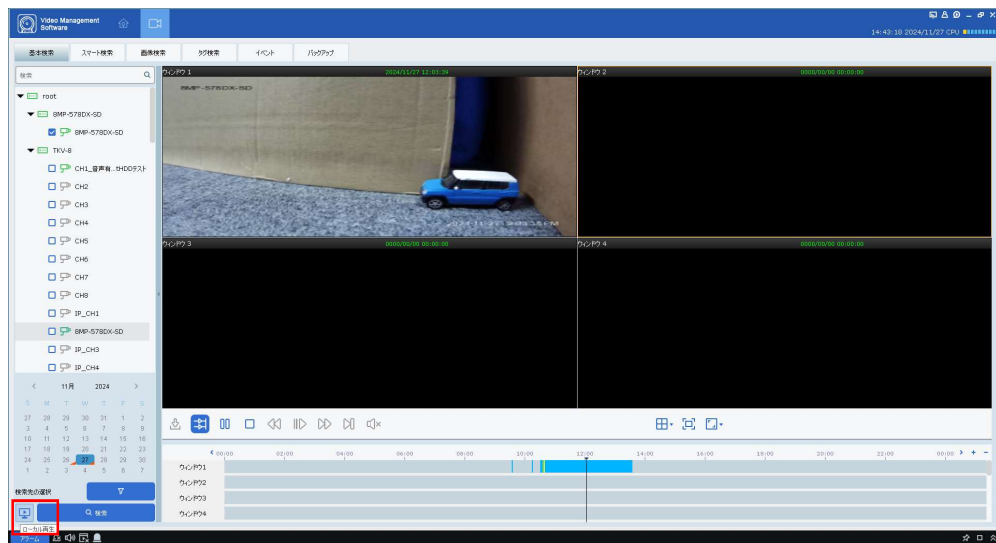 Video Management
Software
14:43:18 2024/11/27 CPU
基本検索 スマート検索 画像検索 タグ検索 イベント バックアップ
検索
root
8MP-578DX-SD
8MP-578DX-SD
TKV-8
CH1_音声有..tHDDテスト
CH2
CH3
CH4
CH5
CH6
CH7
CH8
IP_CH1
8MP-578DX-SD
IP_CH3
IP_CH4
ウィンドウ 1 2024/11/27 12:03:29
8MP-578DX-SD
ウィンドウ 2 0000/00/00 00:00:00
ウィンドウ 3 0000/00/00 00:00:00
ウィンドウ 4 0000/00/00 00:00:00
11月 2024
S M T W T F S
27 28 29 30 31 1 2
3 4 5 6 7 8 9
10 11 12 13 14 15 16
17 18 19 20 21 22 23
24 25 26 27 28 29 30
1 2 3 4 5 6 7
検索先の選択
検索
ローカル再生
アラーム
00:00 02:00 04:00 06:00 08:00 10:00 12:00 14:00 16:00 18:00 20:00 22:00 00:00
ウィンドウ1
ウィンドウ2
ウィンドウ3
ウィンドウ4